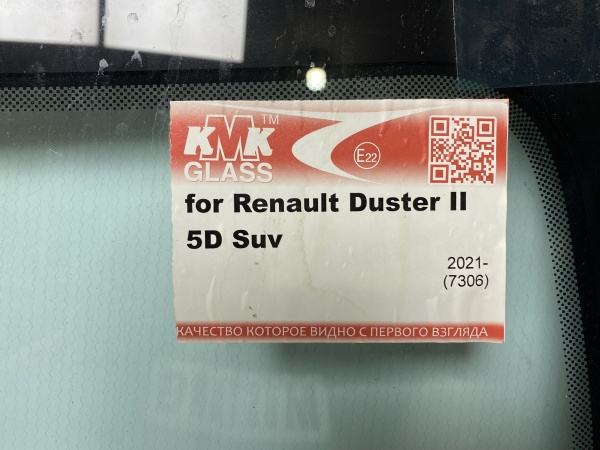 KMK TM
GLASS
E22
for Renault Duster II
5D Suv
2021-
(7306)
КАЧЕСТВО КОТОРОЕ ВИДНО С ПЕРВОГО ВЗГЛЯДА